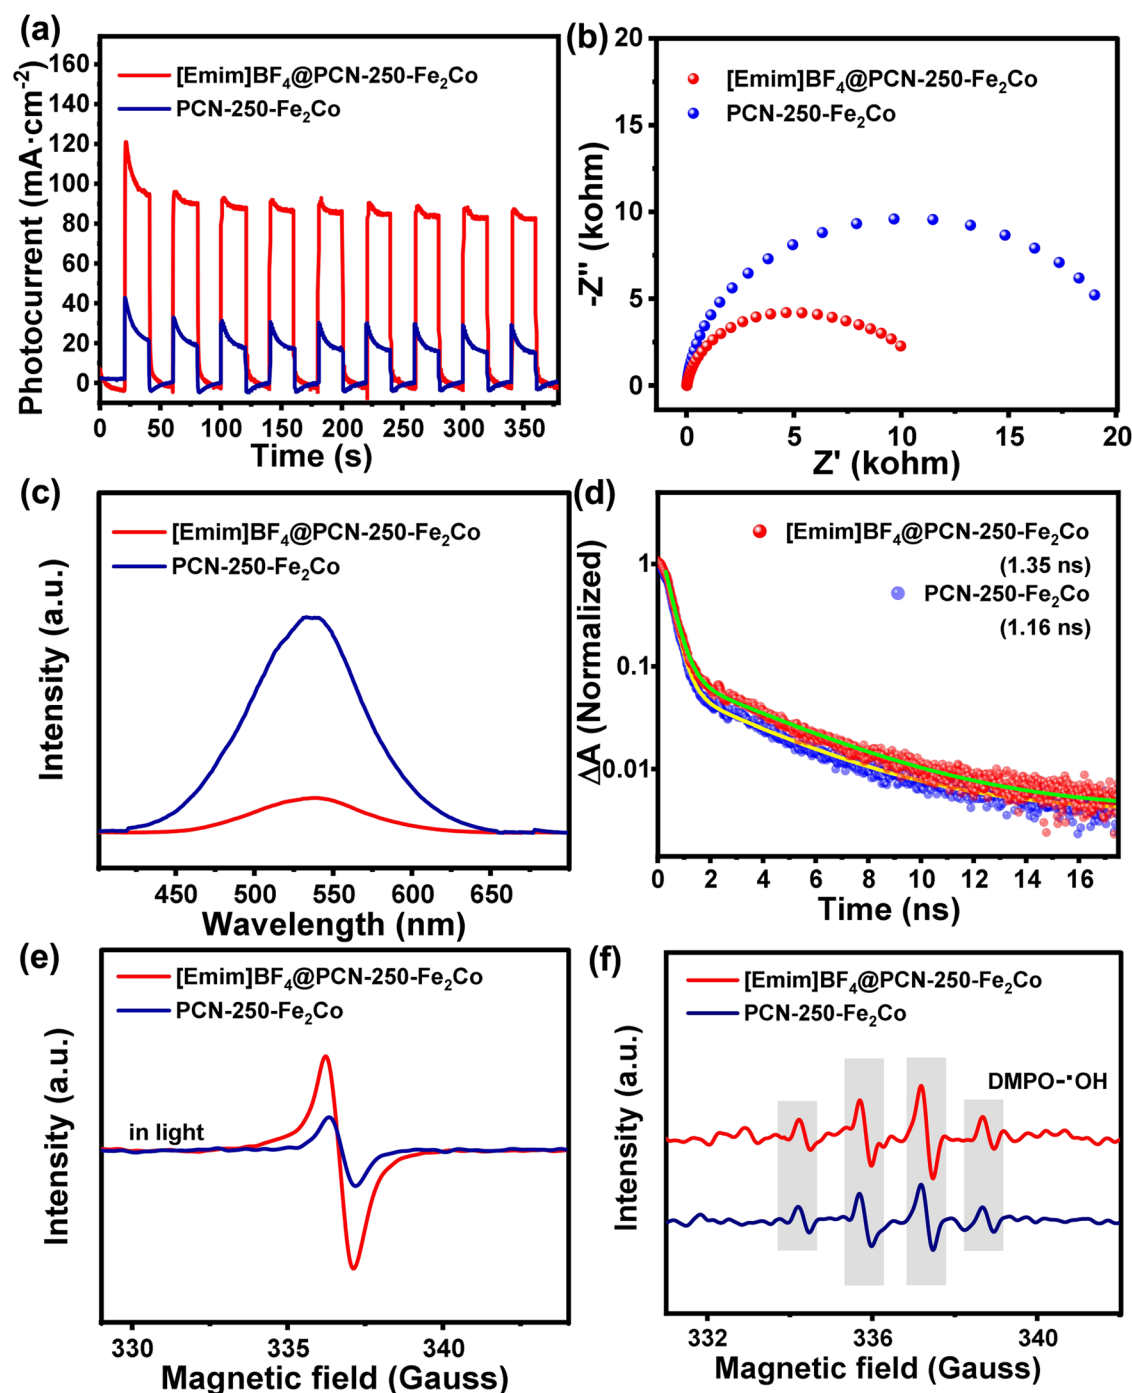 (a)
[Emim]BF₄@PCN-250-Fe₂Co
PCN-250-Fe₂Co
Photocurrent (mA·cm⁻²)
160
140
120
100
80
60
40
20
0
0 50 100 150 200 250 300 350
Time (s)
(b)
[Emim]BF₄@PCN-250-Fe₂Co
PCN-250-Fe₂Co
-Z'' (kohm)
20
15
10
5
0
0 5 10 15 20
Z' (kohm)
(c)
[Emim]BF₄@PCN-250-Fe₂Co
PCN-250-Fe₂Co
Intensity (a.u.)
450 500 550 600 650
Wavelength (nm)
(d)
[Emim]BF₄@PCN-250-Fe₂Co
(1.35 ns)
PCN-250-Fe₂Co
(1.16 ns)
ΔA (Normalized)
1
0.1
0.01
0 2 4 6 8 10 12 14 16
Time (ns)
(e)
[Emim]BF₄@PCN-250-Fe₂Co
PCN-250-Fe₂Co
in light
Intensity (a.u.)
330 335 340
Magnetic field (Gauss)
(f)
[Emim]BF₄@PCN-250-Fe₂Co
PCN-250-Fe₂Co
DMPO-·OH
Intensity (a.u.)
332 336 340
Magnetic field (Gauss)